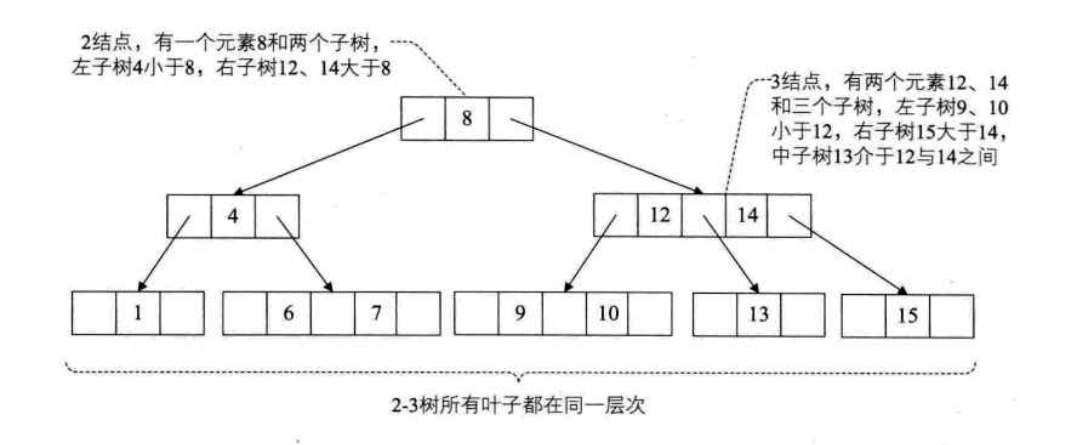 2结点，有一个元素8和两个子树，
左子树4小于8，右子树12、14大于8
3结点，有两个元素12、14
和三个子树，左子树9、10
小于12，右子树15大于14，
中子树13介于12与14之间
8
4
12 14
1
6 7
9 10
13
15
2-3树所有叶子都在同一层次